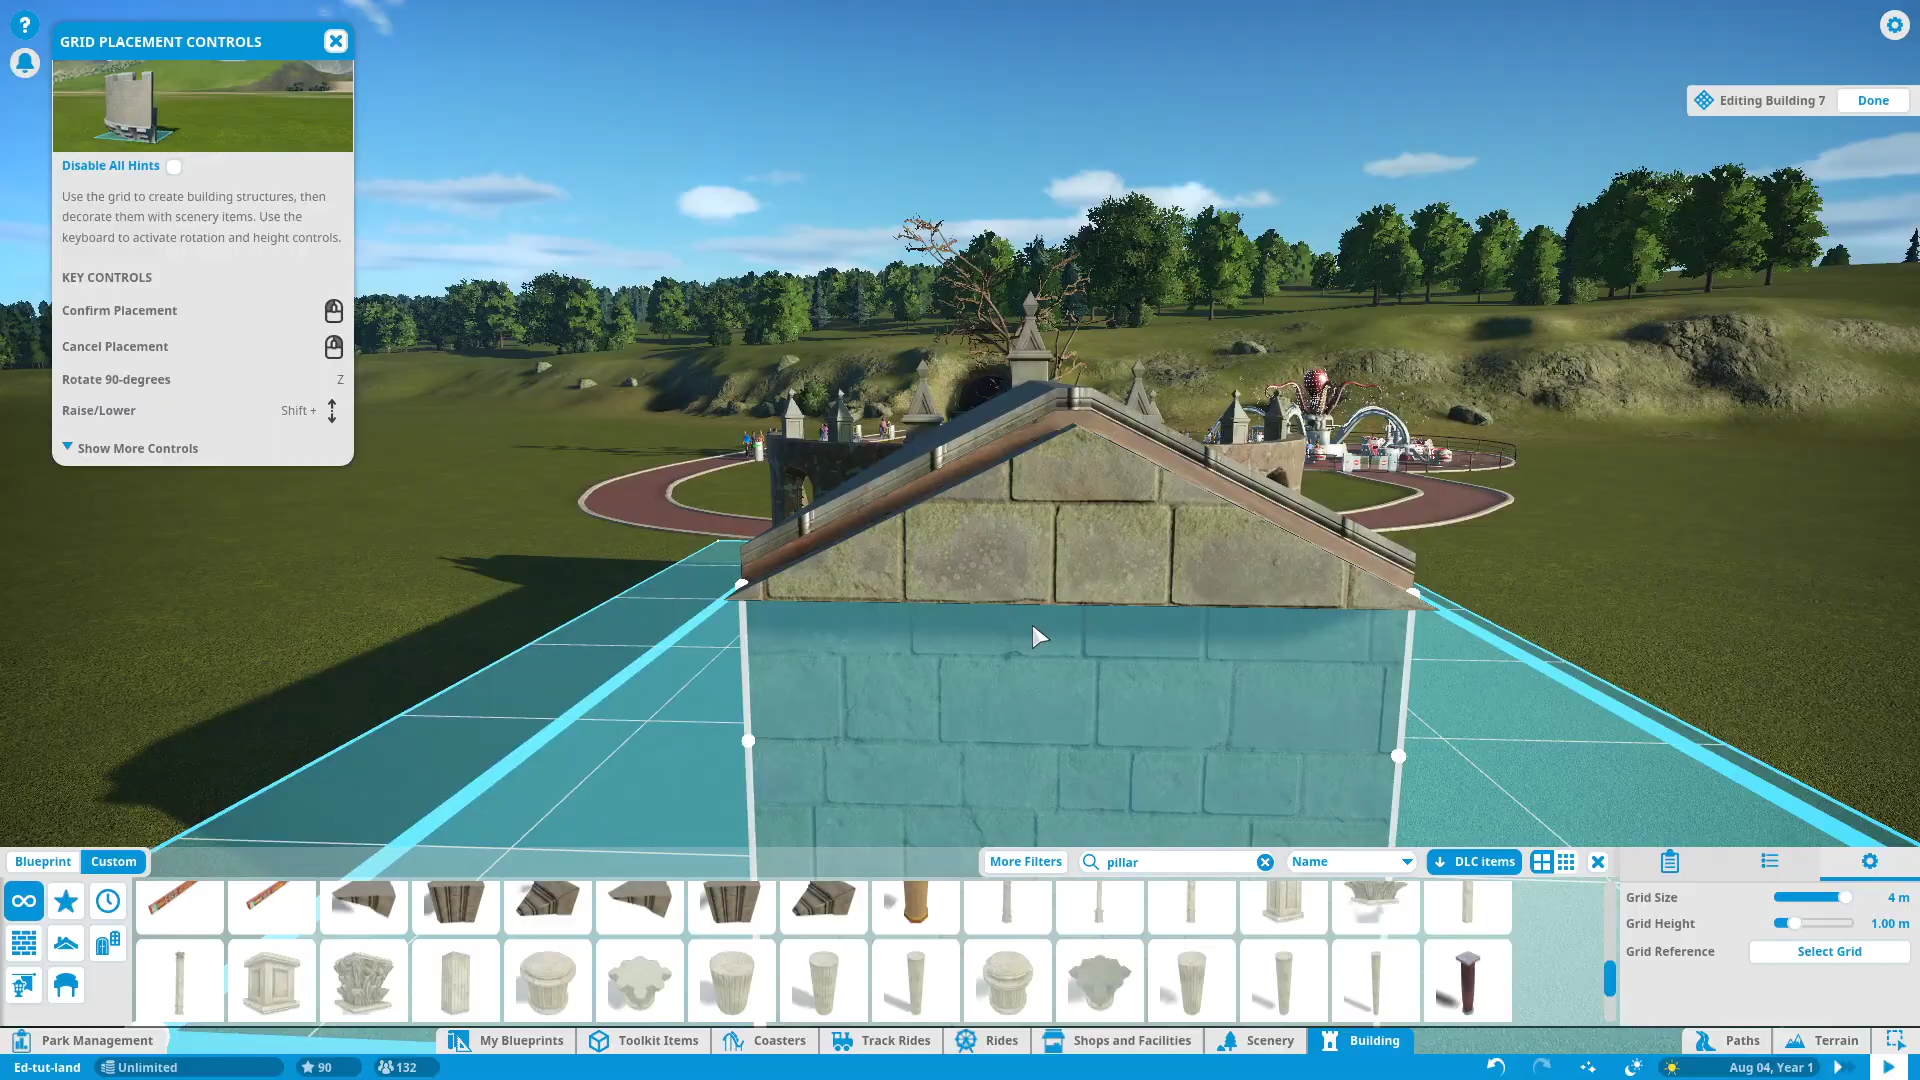 ?
GRID PLACEMENT CONTROLS
Disable All Hints
Use the grid to create building structures, then
decorate them with scenery items. Use the
keyboard to activate rotation and height controls.
KEY CONTROLS
Confirm Placement
Cancel Placement
Rotate 90-degrees Z
Raise/Lower Shift +
Show More Controls
Editing Building 7 Done
Blueprint Custom
More Filters pillar Name DLC items
Grid Size 4 m
Grid Height 1.00 m
Grid Reference Select Grid
Park Management My Blueprints Toolkit Items Coasters Track Rides Rides Shops and Facilities Scenery Building Paths Terrain
Ed-tut-land Unlimited 90 132 Aug 04, Year 1